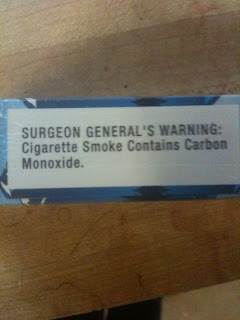 SURGEON GENERAL'S WARNING:
Cigarette Smoke Contains Carbon
Monoxide.